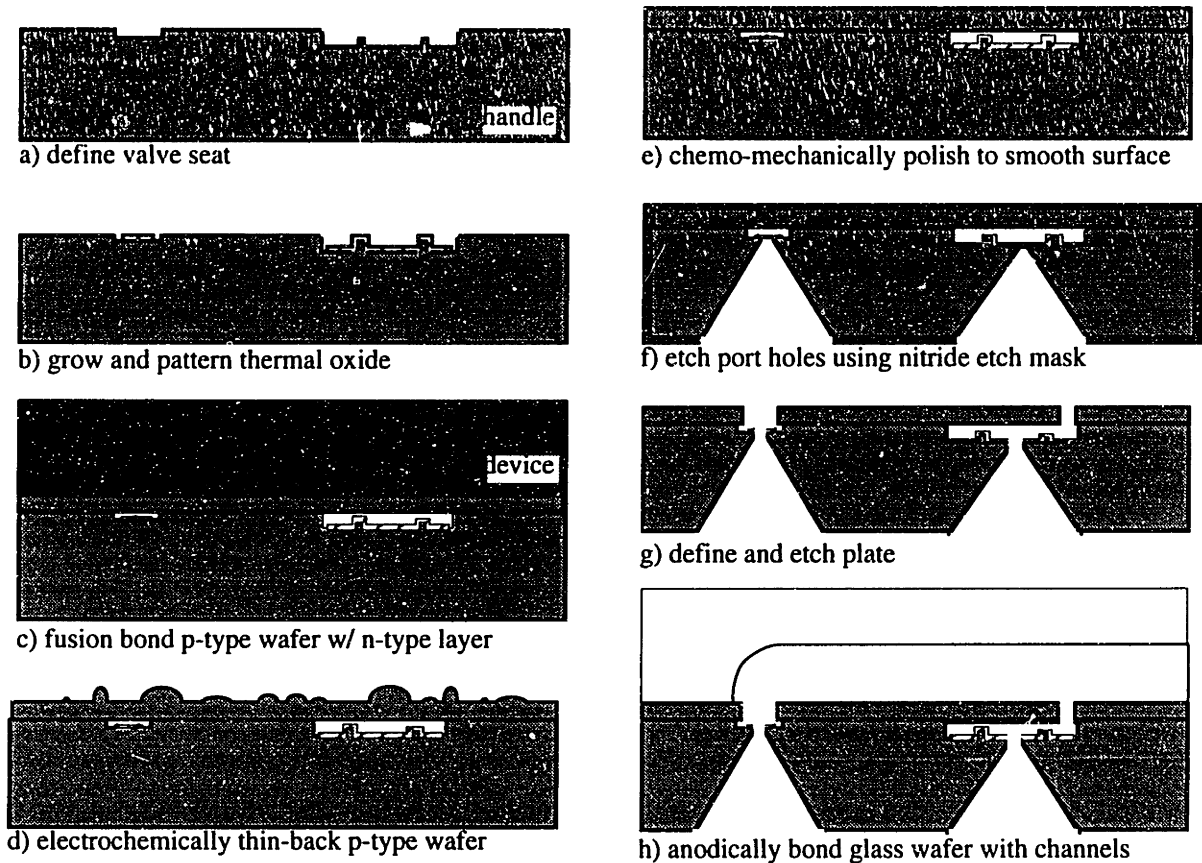 handle
a) define valve seat
b) grow and pattern thermal oxide
device
c) fusion bond p-type wafer w/ n-type layer
d) electrochemically thin-back p-type wafer
e) chemo-mechanically polish to smooth surface
f) etch port holes using nitride etch mask
g) define and etch plate
h) anodically bond glass wafer with channels